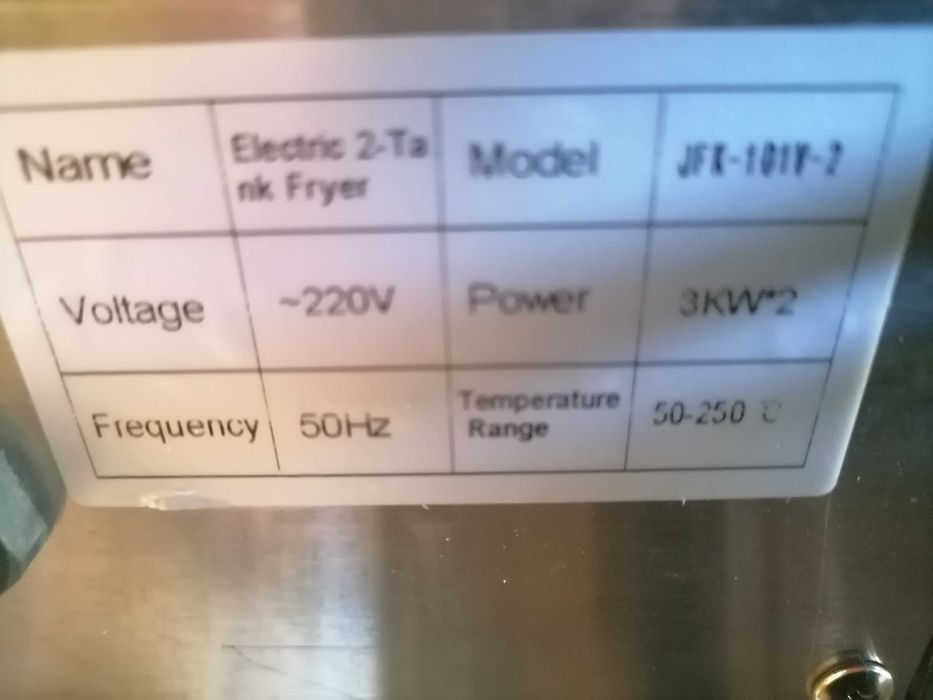 Name Electric 2-Ta
nk Fryer Model
Voltage ~220V Power 3KW*2
Frequency 50Hz Temperature
Range 50-250 ℃